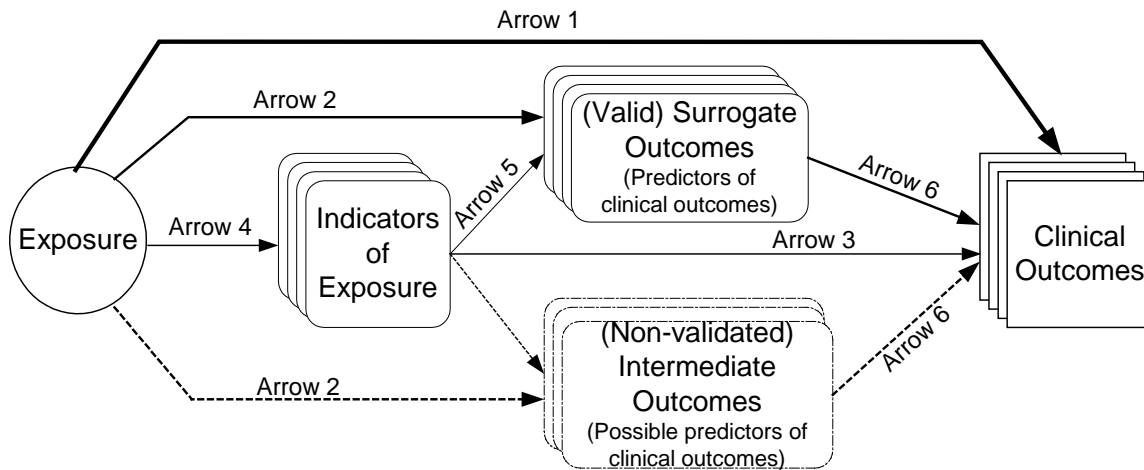 Arrow 1
Arrow 2
(Valid) Surrogate
Outcomes
(Predictors of
clinical outcomes)
Arrow 5
Arrow 6
Exposure
Arrow 4
Indicators
of
Exposure
Arrow 3
Clinical
Outcomes
Arrow 2
(Non-validated)
Intermediate
Outcomes
(Possible predictors of
clinical outcomes)
Arrow 6